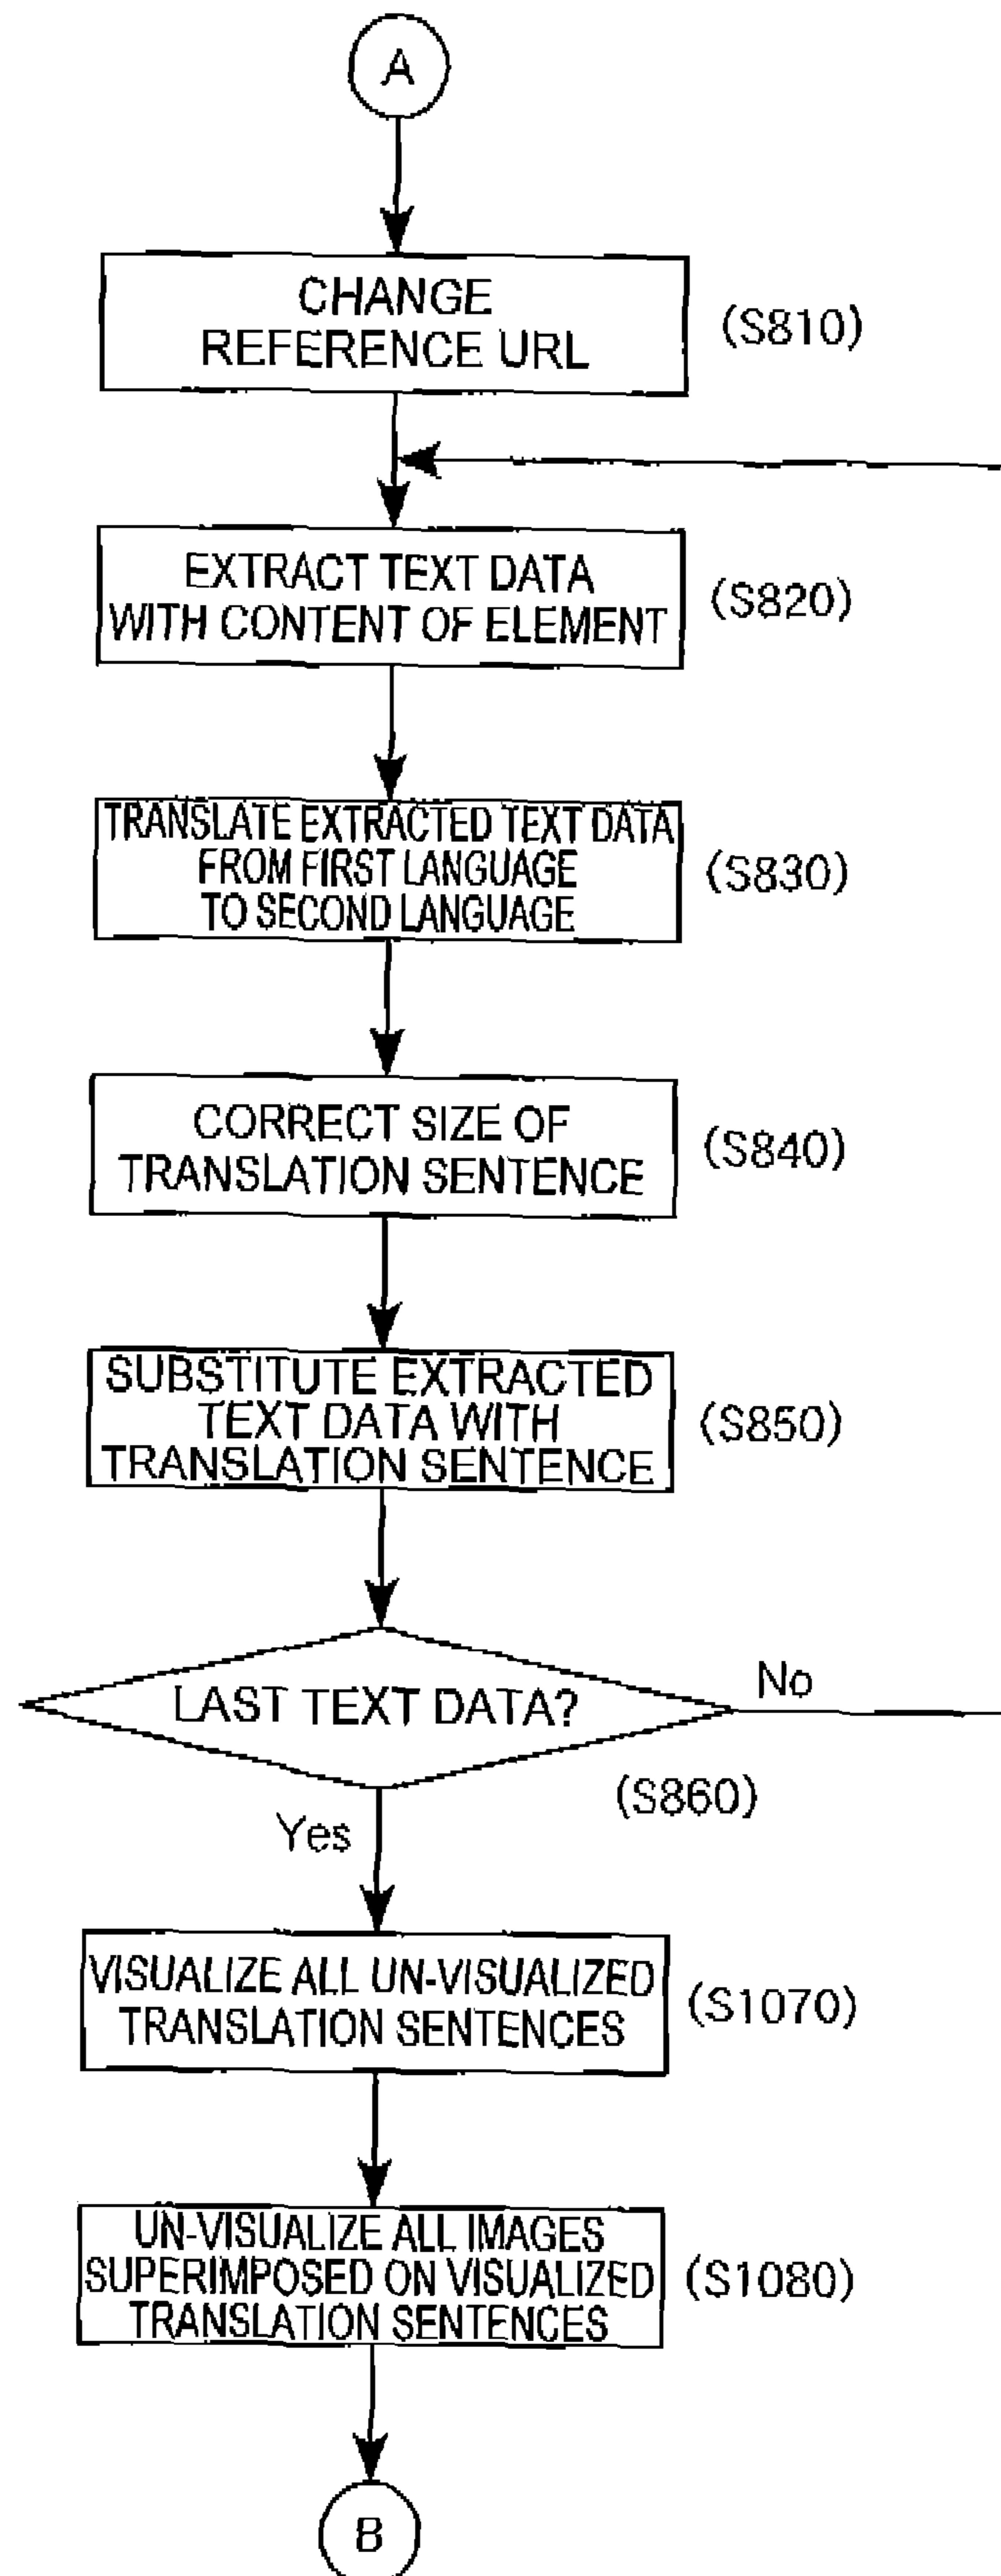 A
CHANGE
REFERENCE URL
(S810)
EXTRACT TEXT DATA
WITH CONTENT OF ELEMENT
(S820)
TRANSLATE EXTRACTED TEXT DATA
FROM FIRST LANGUAGE
TO SECOND LANGUAGE
(S830)
CORRECT SIZE OF
TRANSLATION SENTENCE
(S840)
SUBSTITUTE EXTRACTED
TEXT DATA WITH
TRANSLATION SENTENCE
(S850)
LAST TEXT DATA?
No
(S860)
Yes
VISUALIZE ALL UN-VISUALIZED
TRANSLATION SENTENCES
(S1070)
UN-VISUALIZE ALL IMAGES
SUPERIMPOSED ON VISUALIZED
TRANSLATION SENTENCES
(S1080)
B